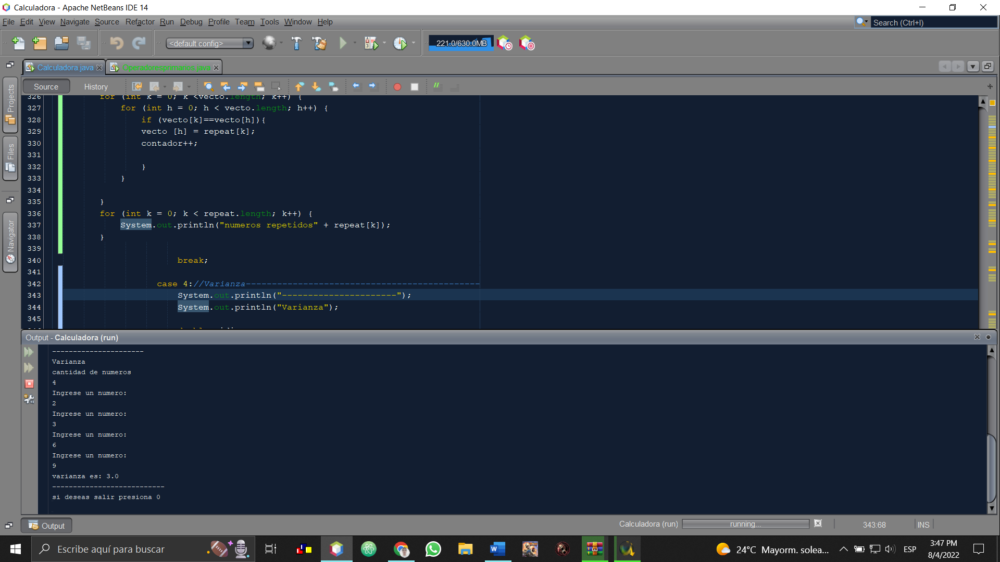 Calculadora - Apache NetBeans IDE 14
File Edit View Navigate Source Refactor Run Debug Profile Team Tools Window Help
Search (Ctrl+I)
<default config>
221.0/630.0MB
Calculadora.java
Operadoresprimarios.java
Source History
Projects
Files
Navigator
326 for (int k = 0; k <vecto.length; k++) {
327 for (int h = 0; h < vecto.length; h++) {
328 if (vecto[k]==vecto[h]){
329 vecto [h] = repeat[k];
330 contador++;
331
332 }
333 }
334
335 }
336 for (int k = 0; k < repeat.length; k++) {
337 System.out.println("numeros repetidos" + repeat[k]);
338 }
339
340 break;
341
342 case 4://Varianza---------------------------------------------
343 System.out.println("----------------------");
344 System.out.println("Varianza");
345
Output - Calculadora (run)
----------------------
Varianza
cantidad de numeros
4
Ingrese un numero:
2
Ingrese un numero:
3
Ingrese un numero:
6
Ingrese un numero:
9
varianza es: 3.0
---------------------------
si deseas salir presiona 0
Output
Calculadora (run) running...
343:68 INS
Escribe aquí para buscar
24°C Mayorm. solea...
ESP
3:47 PM
8/4/2022